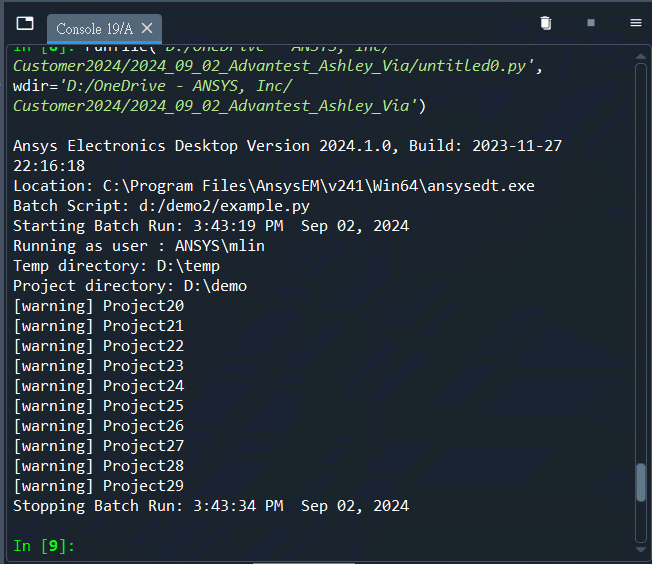 Console 19/A
In [8]: runfile('D:/OneDrive - ANSYS, Inc/
Customer2024/2024_09_02_Advantest_Ashley_Via/untitled0.py',
wdir='D:/OneDrive - ANSYS, Inc/
Customer2024/2024_09_02_Advantest_Ashley_Via')
Ansys Electronics Desktop Version 2024.1.0, Build: 2023-11-27
22:16:18
Location: C:\Program Files\AnsysEM\v241\Win64\ansysedt.exe
Batch Script: d:/demo2/example.py
Starting Batch Run: 3:43:19 PM  Sep 02, 2024
Running as user : ANSYS\mlin
Temp directory: D:\temp
Project directory: D:\demo
[warning] Project20
[warning] Project21
[warning] Project22
[warning] Project23
[warning] Project24
[warning] Project25
[warning] Project26
[warning] Project27
[warning] Project28
[warning] Project29
Stopping Batch Run: 3:43:34 PM  Sep 02, 2024
In [9]: